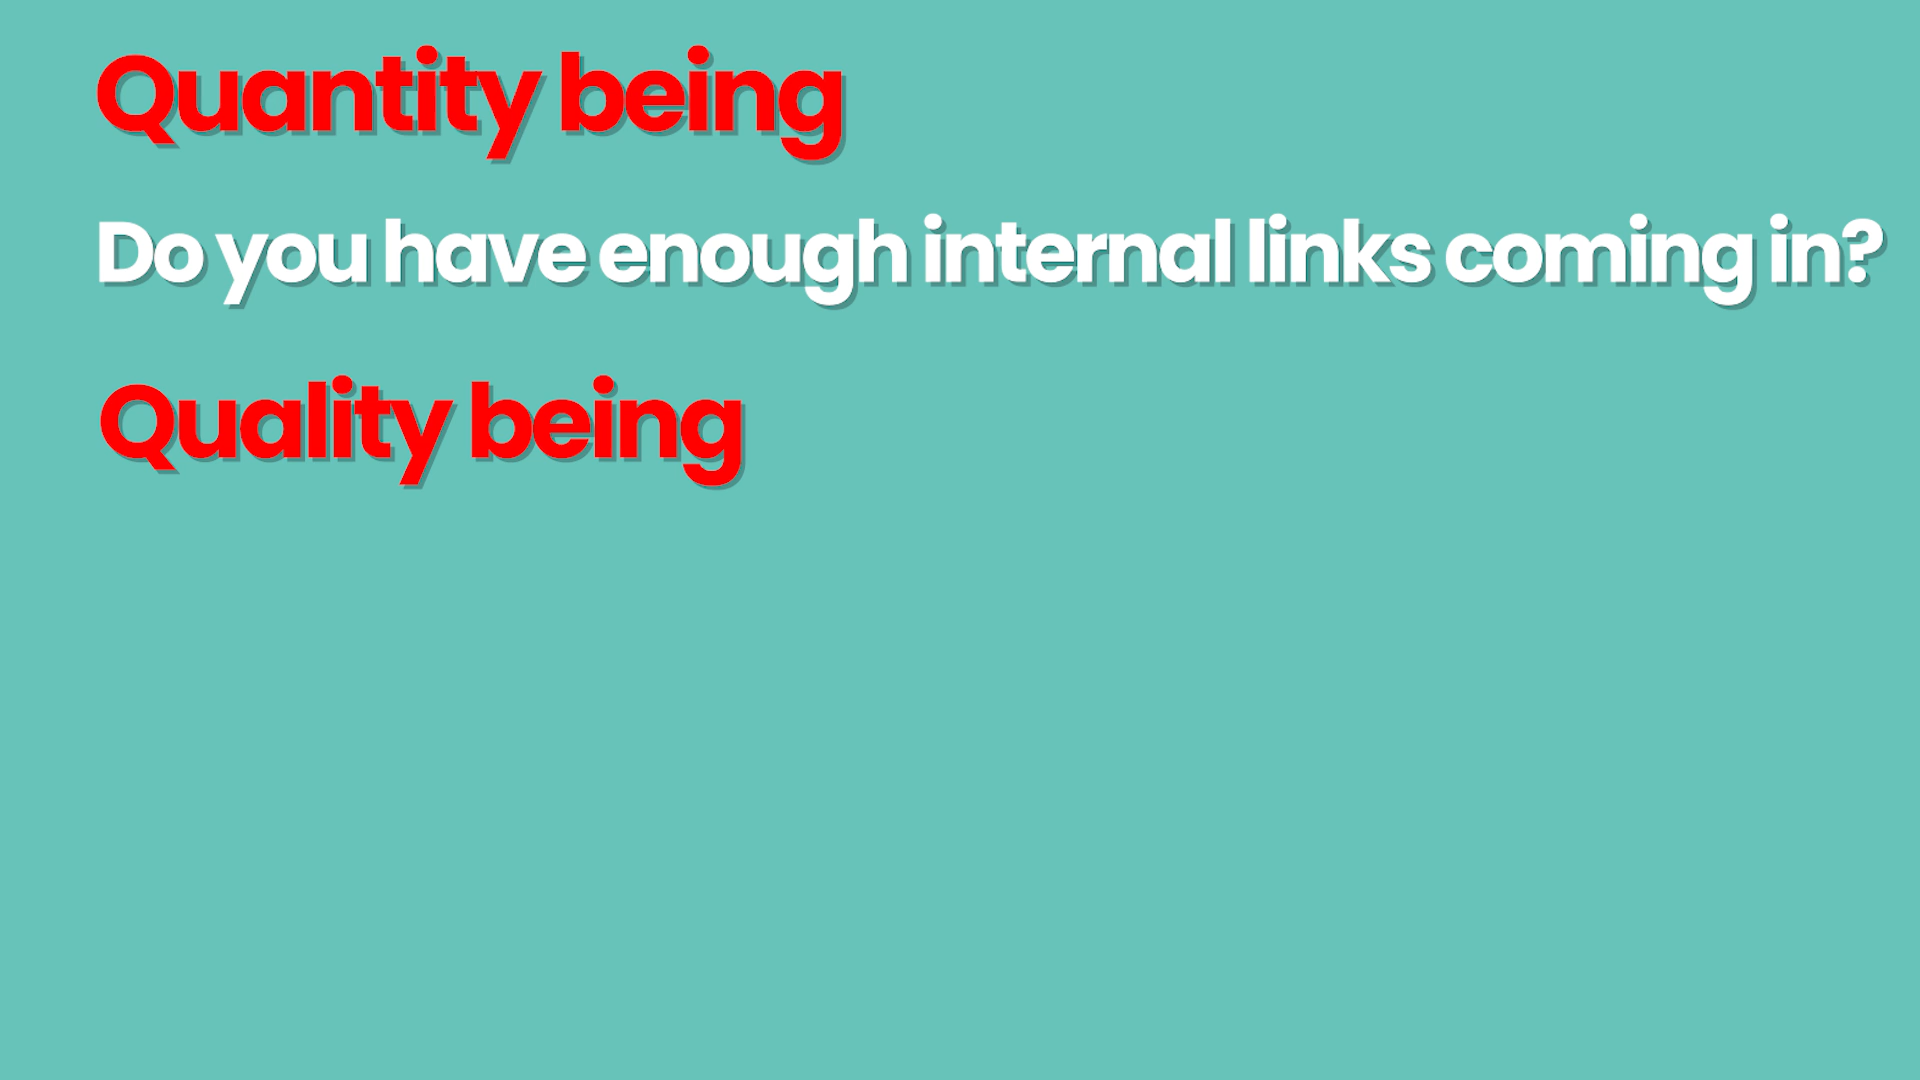 Quantity being
Do you have enough internal links coming in?
Quality being